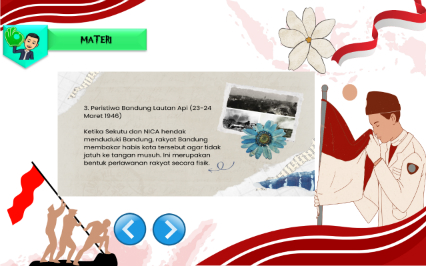 MATERI
3. Peristiwa Bandung Lautan Api (23-24
Maret 1946)
Ketika Sekutu dan NICA hendak
menduduki Bandung, rakyat Bandung
membakar habis kota tersebut agar tidak
jatuh ke tangan musuh. Ini merupakan
bentuk perlawanan rakyat secara fisik.